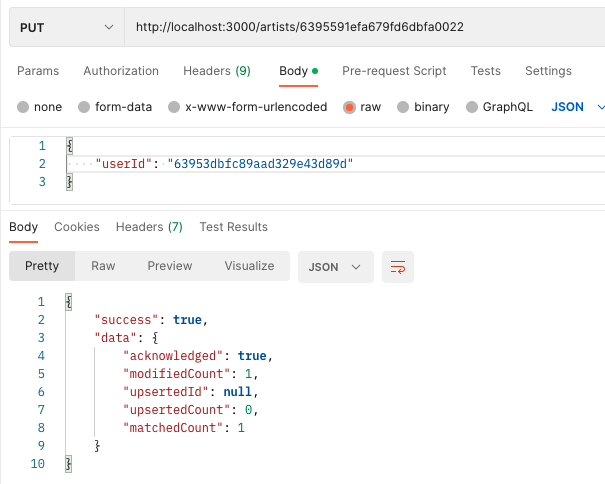 PUT http://localhost:3000/artists/6395591efa679fd6dbfa0022
Params Authorization Headers (9) Body Pre-request Script Tests Settings
none form-data x-www-form-urlencoded raw binary GraphQL JSON
1 {
2 "userId": "63953dbfc89aad329e43d89d"
3 }
Body Cookies Headers (7) Test Results
Pretty Raw Preview Visualize JSON
1 {
2 "success": true,
3 "data": {
4 "acknowledged": true,
5 "modifiedCount": 1,
6 "upsertedId": null,
7 "upsertedCount": 0,
8 "matchedCount": 1
9 }
10 }